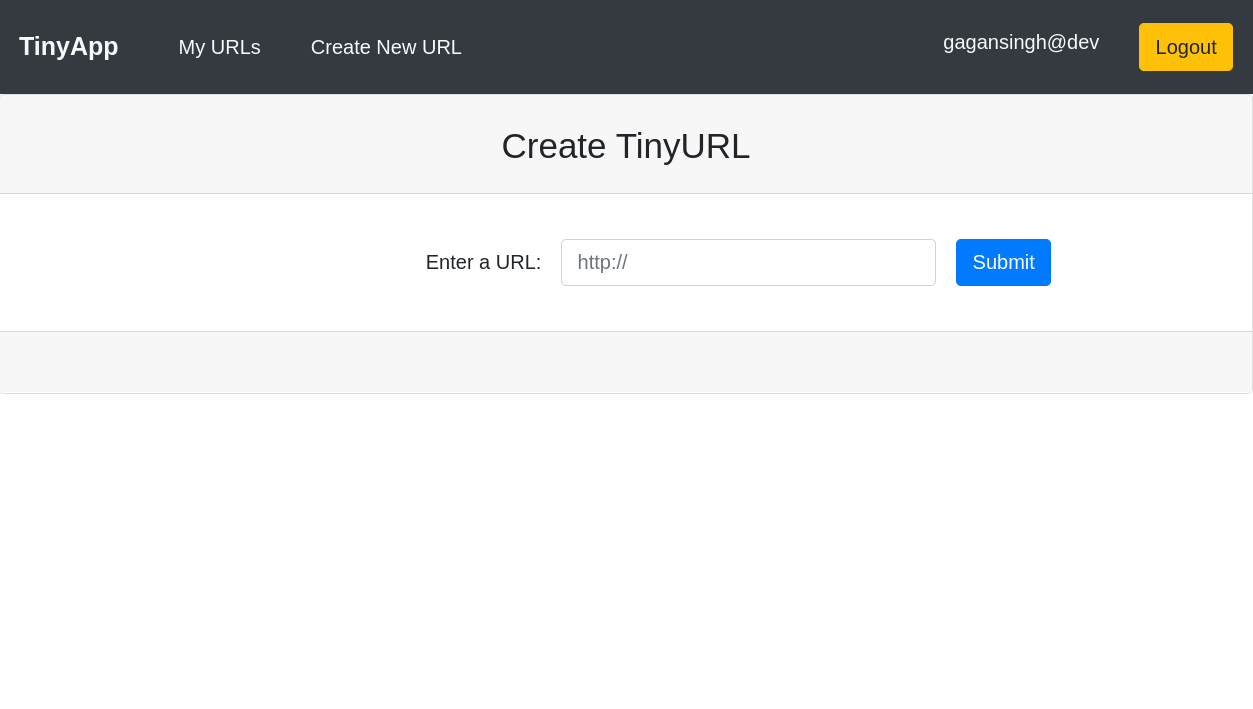 TinyApp My URLs Create New URL gagansingh@dev Logout
Create TinyURL
Enter a URL: http:// Submit